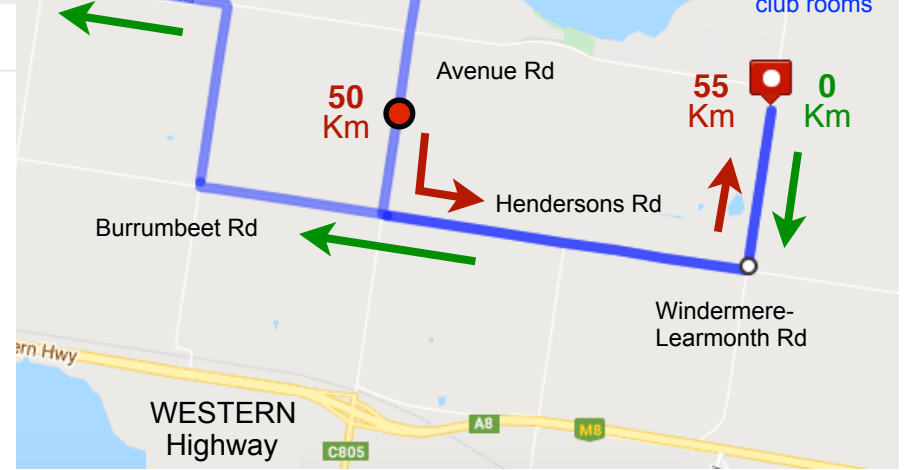 club rooms
Avenue Rd
50
Km
55
Km
0
Km
Hendersons Rd
Burrumbeet Rd
Windermere-
Learmonth Rd
ern Hwy
WESTERN
Highway
A8
M8
C805